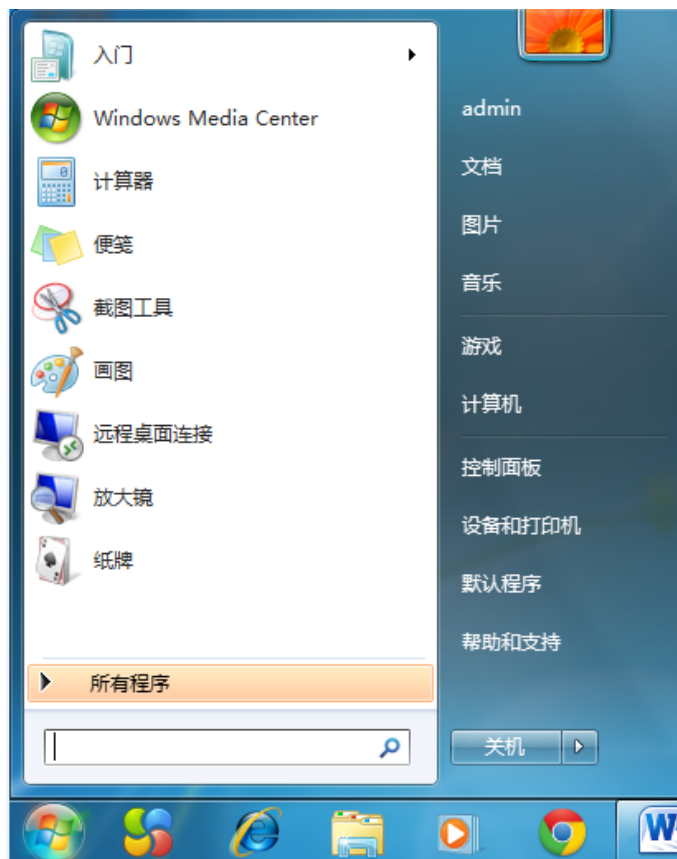 入门
Windows Media Center
计算器
便笺
截图工具
画图
远程桌面连接
放大镜
纸牌
所有程序
admin
文档
图片
音乐
游戏
计算机
控制面板
设备和打印机
默认程序
帮助和支持
关机
W